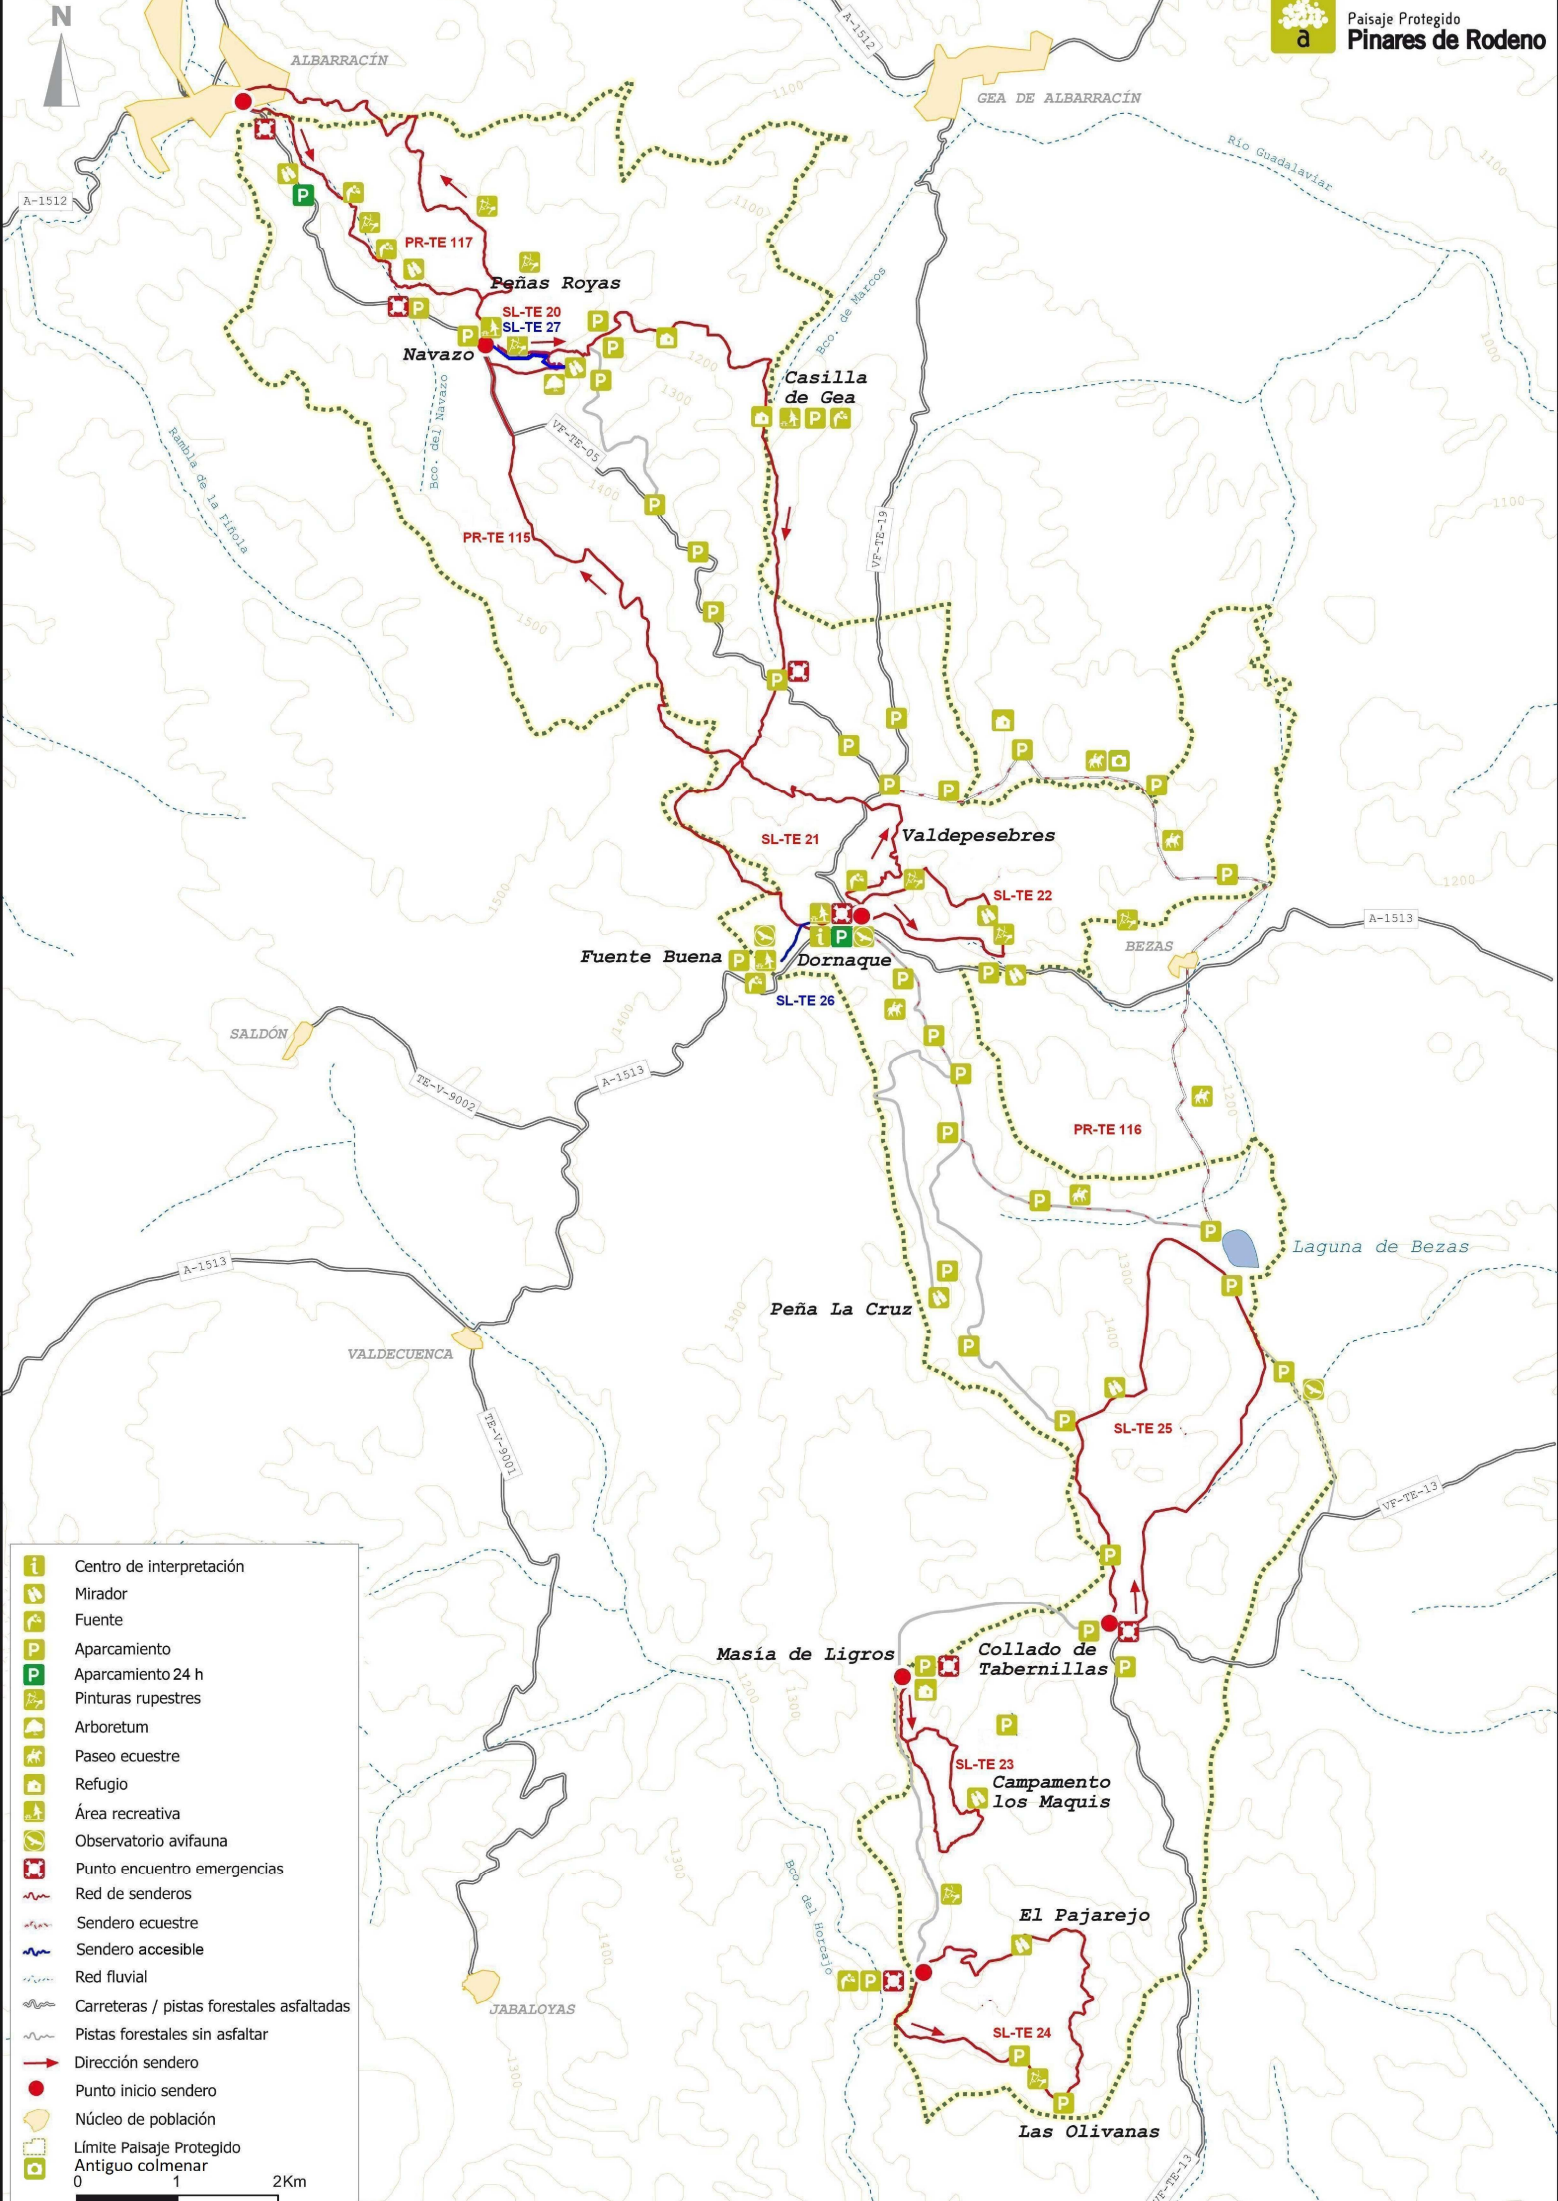 N
Paisaje Protegido
Pinares de Rodeno
a
ALBARRACÍN
A-1512
GEA DE ALBARRACÍN
1100
Río Guadalaviar
1100
A-1512
1100
PR-TE 117
Peñas Royas
Bco. de Marcos
1000
SL-TE 20
SL-TE 27
Navazo
1200
Casilla
de Gea
1300
Bco. del Navazo
Rambla de la Fiñola
VF-TE-05
1400
1100
PR-TE 115
VF-TE-19
1500
SL-TE 21
Valdepesebres
1500
SL-TE 22
1200
A-1513
BEZAS
Fuente Buena
Dornaque
SL-TE 26
1400
SALDÓN
TE-V-9002
A-1513
1200
PR-TE 116
Laguna de Bezas
A-1513
1300
1300
Peña La Cruz
1400
VALDECUENCA
SL-TE 25
TE-V-9001
VF-TE-13
Masía de Ligros
Collado de
Tabernillas
1200
1300
SL-TE 23
Campamento
los Maquis
1300
Bco. del Horcajo
El Pajarejo
1400
JABALOYAS
SL-TE 24
1300
Las Olivanas
VF-TE-13
i Centro de interpretación
Mirador
Fuente
P Aparcamiento
P Aparcamiento 24 h
Pinturas rupestres
Arboretum
Paseo ecuestre
Refugio
Área recreativa
Observatorio avifauna
Punto encuentro emergencias
Red de senderos
Sendero ecuestre
Sendero accesible
Red fluvial
Carreteras / pistas forestales asfaltadas
Pistas forestales sin asfaltar
Dirección sendero
Punto inicio sendero
Núcleo de población
Límite Paisaje Protegido
Antiguo colmenar
0 1 2Km